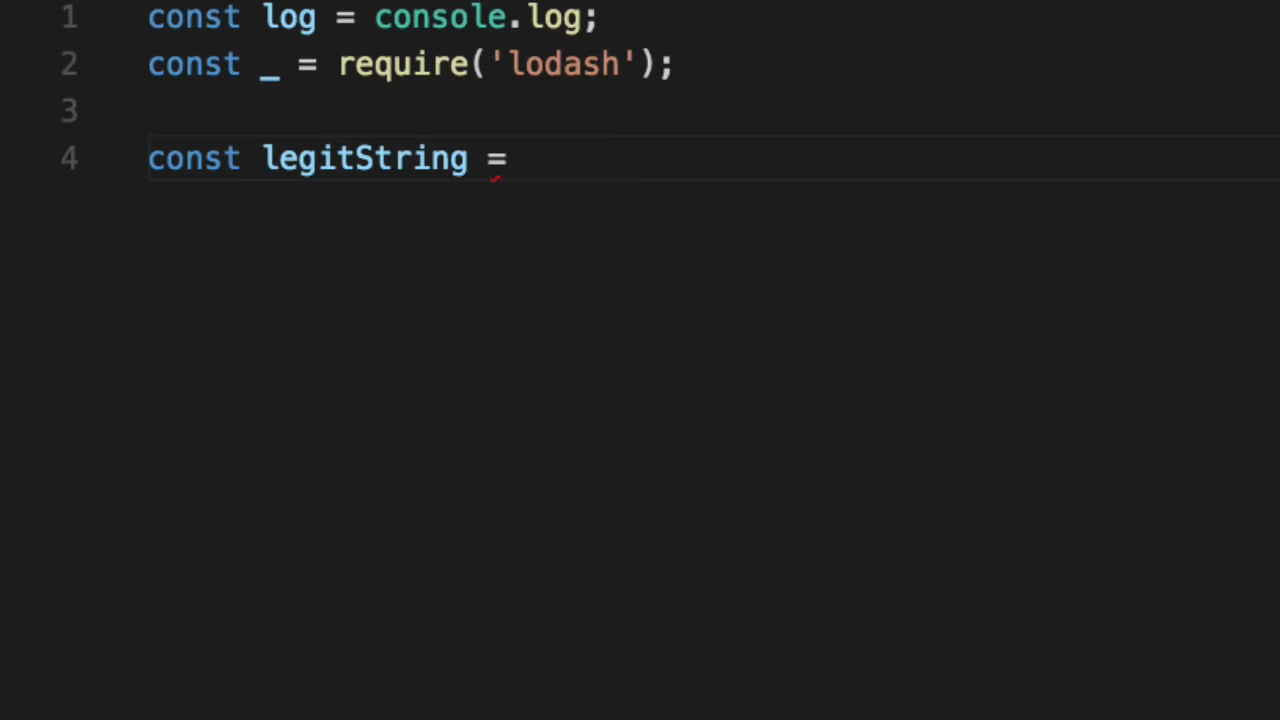 1 const log = console.log;
2 const _ = require('lodash');
3
4 const legitString =